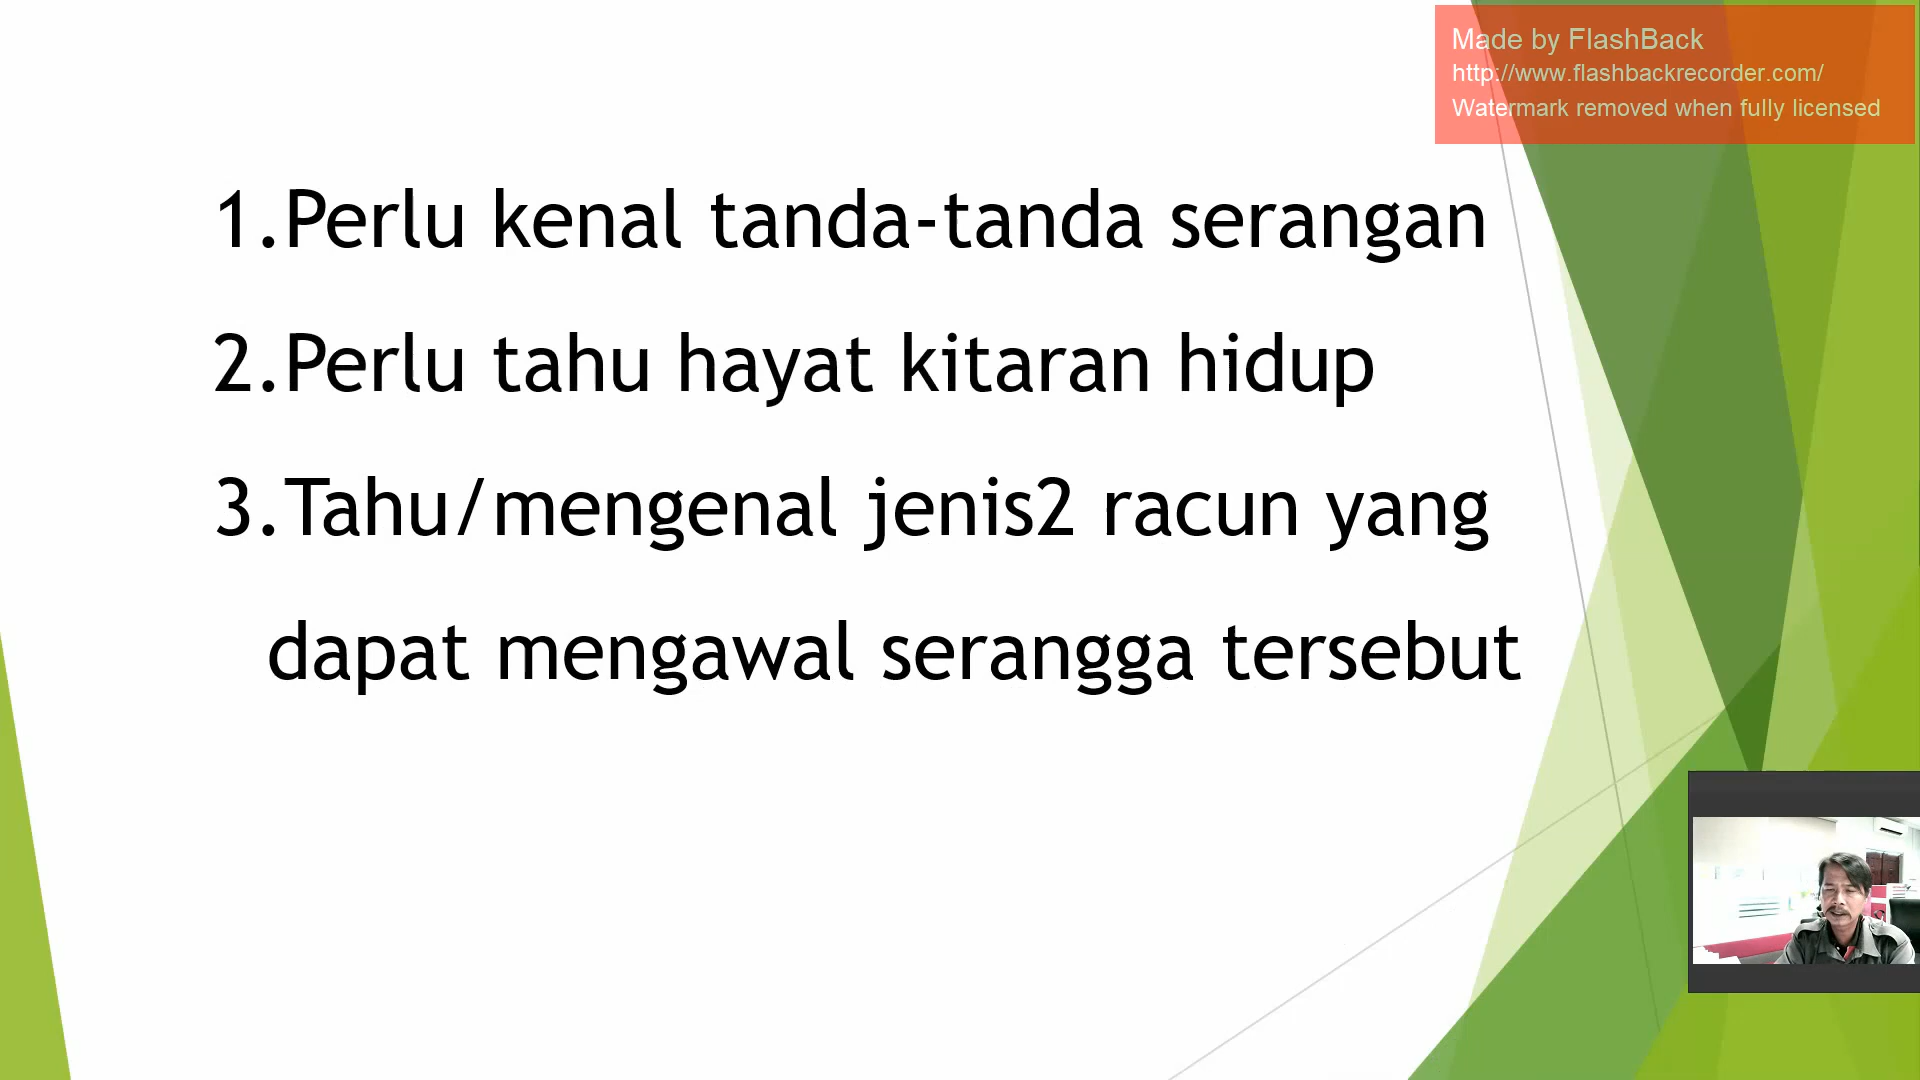 Made by FlashBack
http://www.flashbackrecorder.com/
Watermark removed when fully licensed
1.Perlu kenal tanda-tanda serangan
2.Perlu tahu hayat kitaran hidup
3.Tahu/mengenal jenis2 racun yang
dapat mengawal serangga tersebut